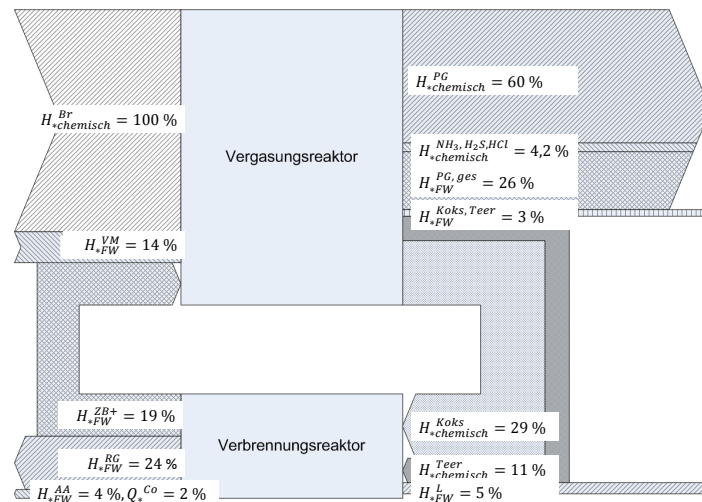 H_{*chemisch}^{Br} = 100 %
H_{*FW}^{VM} = 14 %
H_{*FW}^{ZB+} = 19 %
H_{*FW}^{RG} = 24 %
H_{*FW}^{AA} = 4 %, Q_*^{Co} = 2 %
Vergasungsreaktor
Verbrennungsreaktor
H_{*chemisch}^{PG} = 60 %
H_{*chemisch}^{NH_3, H_2S,HCl} = 4,2 %
H_{*FW}^{PG, ges} = 26 %
H_{*FW}^{Koks,Teer} = 3 %
H_{*chemisch}^{Koks} = 29 %
H_{*chemisch}^{Teer} = 11 %
H_{*FW}^{L} = 5 %